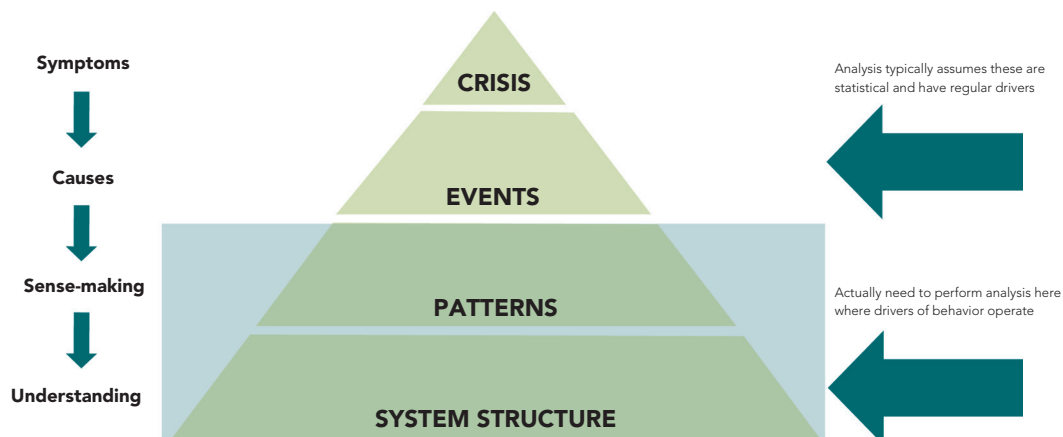 Symptoms
Causes
Sense-making
Understanding
CRISIS
EVENTS
PATTERNS
SYSTEM STRUCTURE
Analysis typically assumes these are
statistical and have regular drivers
Actually need to perform analysis here
where drivers of behavior operate